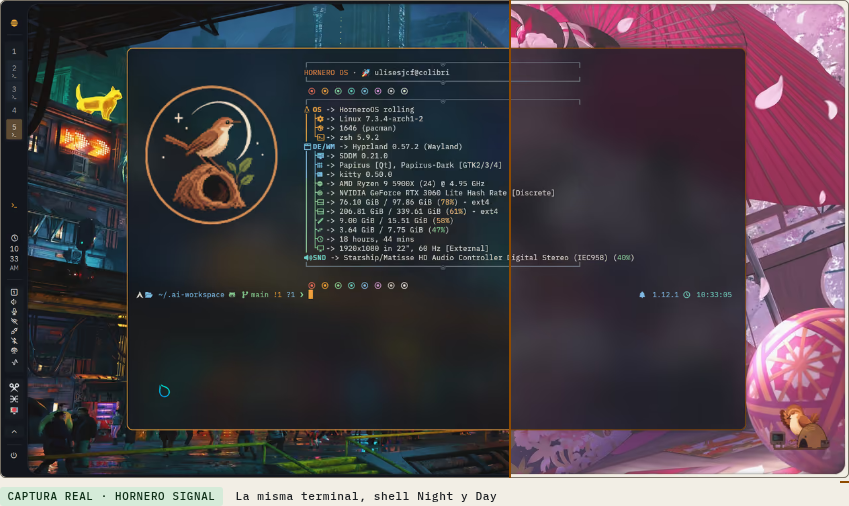 1
2
3
4
5
10
33
AM
HORNERO OS · ulisesjcf@colibri
OS -> HorneroOS rolling
-> Linux 7.3.4-arch1-2
-> 1646 (pacman)
-> zsh 5.9.2
DE/WM -> Hyprland 0.57.2 (Wayland)
-> SDDM 0.21.0
-> Papirus [Qt], Papirus-Dark [GTK2/3/4]
-> kitty 0.50.0
-> AMD Ryzen 9 5900X (24) @ 4.95 GHz
-> NVIDIA GeForce RTX 3060 Lite Hash Rate [Discrete]
-> 76.10 GiB / 97.86 GiB (78%) - ext4
-> 206.81 GiB / 339.61 GiB (61%) - ext4
-> 9.00 GiB / 15.51 GiB (58%)
-> 3.64 GiB / 7.75 GiB (47%)
-> 18 hours, 44 mins
-> 1920x1080 in 22", 60 Hz [External]
SND -> Starship/Matisse HD Audio Controller Digital Stereo (IEC958) (40%)
~/.ai-workspace main !1 ?1 ❯ 1.12.1 10:33:05
CAPTURA REAL · HORNERO SIGNAL La misma terminal, shell Night y Day